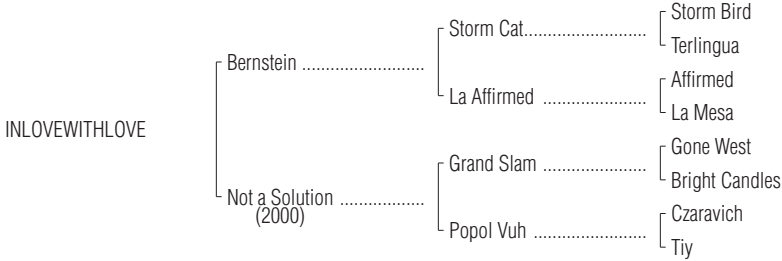 Storm Bird
Storm Cat..........................
Terlingua
Bernstein ..........................
Affirmed
La Affirmed ......................
La Mesa
INLOVEWITHLOVE
Gone West
Grand Slam ......................
Bright Candles
Not a Solution ..................
(2000)
Czaravich
Popol Vuh ........................
Tiy